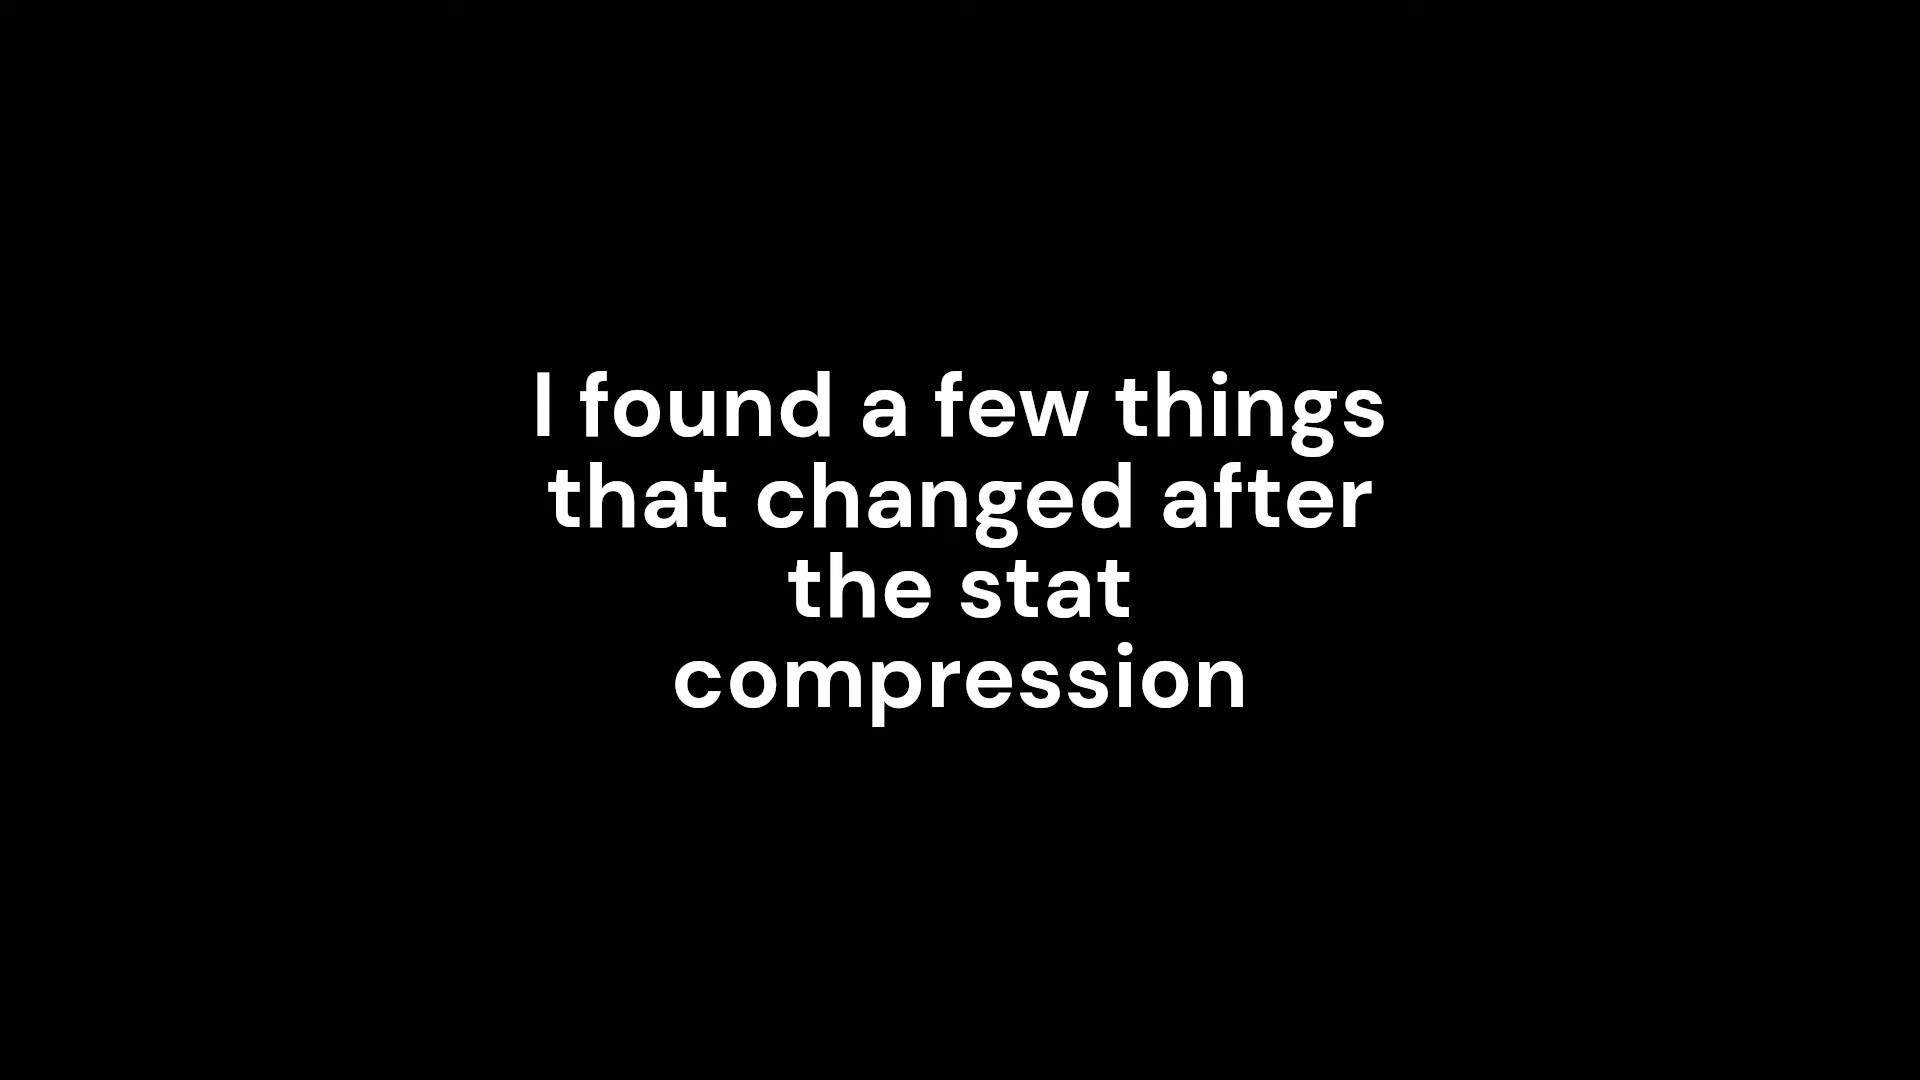 I found a few things
that changed after
the stat
compression